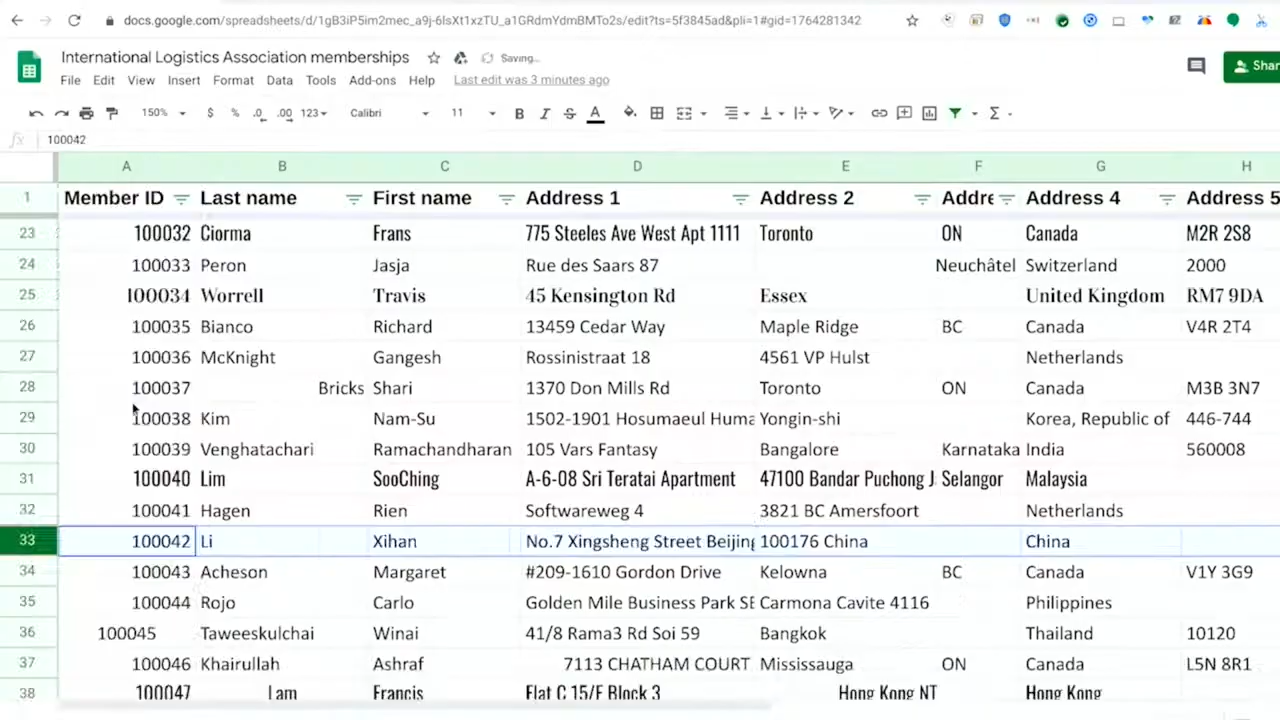 docs.google.com/spreadsheets/d/1gB3iP5im2mec_a9j-6lsXt1xzTU_a1GRdmYdmBMTo2s/edit?ts=5f3845ad&pli=1#gid=1764281342
International Logistics Association memberships Saving...
File Edit View Insert Format Data Tools Add-ons Help Last edit was 3 minutes ago
150% $ % .0 .00 123 Calibri 11 B I S A Σ
fx 100042
A B C D E F G H
1 Member ID Last name First name Address 1 Address 2 Addre Address 4 Address 5
23 100032 Ciorma Frans 775 Steeles Ave West Apt 1111 Toronto ON Canada M2R 2S8
24 100033 Peron Jasja Rue des Saars 87 Neuchâtel Switzerland 2000
25 100034 Worrell Travis 45 Kensington Rd Essex United Kingdom RM7 9DA
26 100035 Bianco Richard 13459 Cedar Way Maple Ridge BC Canada V4R 2T4
27 100036 McKnight Gangesh Rossinistraat 18 4561 VP Hulst Netherlands
28 100037 Bricks Shari 1370 Don Mills Rd Toronto ON Canada M3B 3N7
29 100038 Kim Nam-Su 1502-1901 Hosumaeul Huma Yongin-shi Korea, Republic of 446-744
30 100039 Venghatachari Ramachandharan 105 Vars Fantasy Bangalore Karnataka India 560008
31 100040 Lim SooChing A-6-08 Sri Teratai Apartment 47100 Bandar Puchong J Selangor Malaysia
32 100041 Hagen Rien Softwareweg 4 3821 BC Amersfoort Netherlands
33 100042 Li Xihan No.7 Xingsheng Street Beijing 100176 China China
34 100043 Acheson Margaret #209-1610 Gordon Drive Kelowna BC Canada V1Y 3G9
35 100044 Rojo Carlo Golden Mile Business Park SE Carmona Cavite 4116 Philippines
36 100045 Taweeskulchai Winai 41/8 Rama3 Rd Soi 59 Bangkok Thailand 10120
37 100046 Khairullah Ashraf 7113 CHATHAM COURT Mississauga ON Canada L5N 8R1
38 100047 Lam Francis Flat C 15/F Block 3 Hong Kong NT Hong Kong